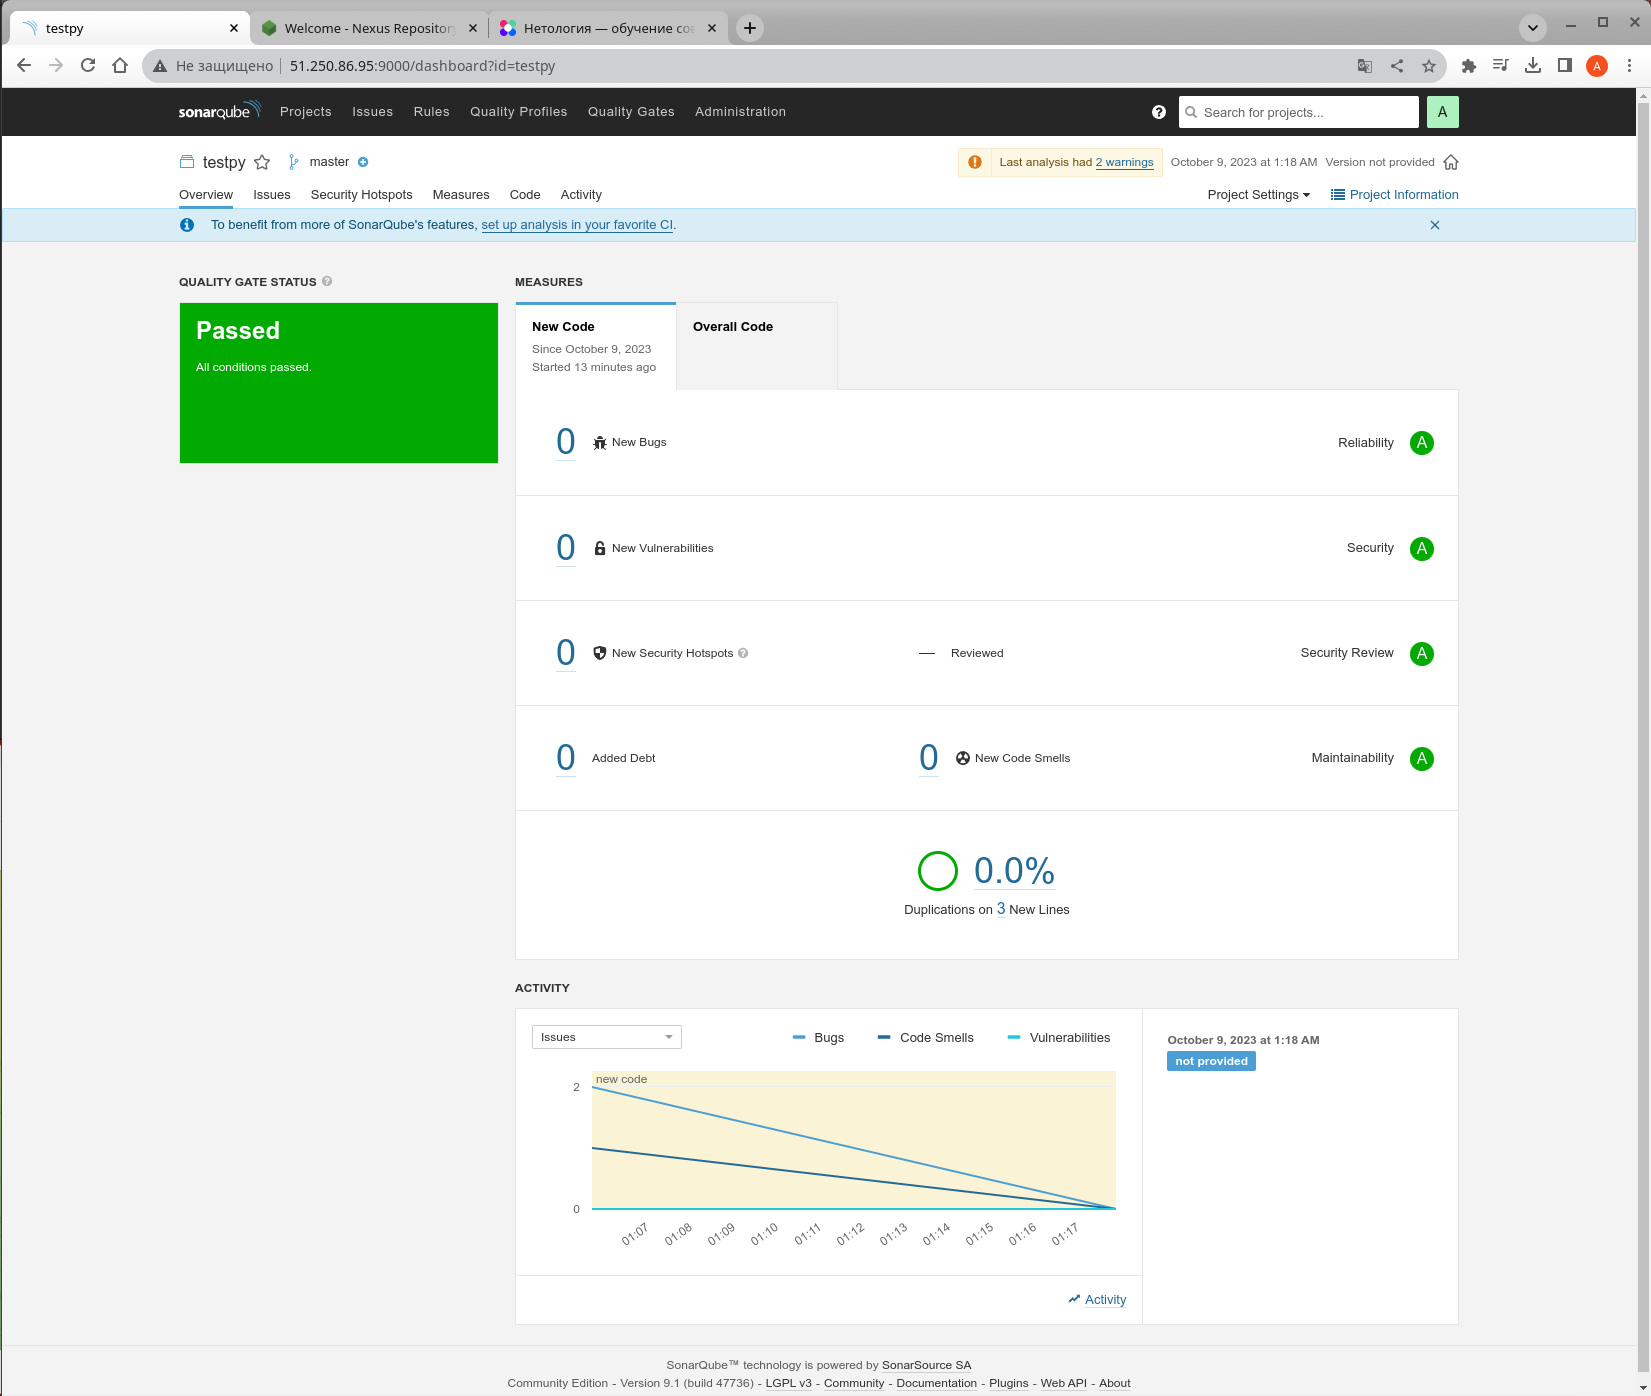 testpy
Welcome - Nexus Repository
Нетология — обучение сов
Не защищено
51.250.86.95:9000/dashboard?id=testpy
A
sonarqube
Projects Issues Rules Quality Profiles Quality Gates Administration
Search for projects...
A
testpy
master
Last analysis had 2 warnings
October 9, 2023 at 1:18 AM Version not provided
Overview Issues Security Hotspots Measures Code Activity
Project Settings
Project Information
To benefit from more of SonarQube's features, set up analysis in your favorite CI.
QUALITY GATE STATUS
Passed
All conditions passed.
MEASURES
New Code
Since October 9, 2023
Started 13 minutes ago
Overall Code
0 New Bugs
Reliability A
0 New Vulnerabilities
Security A
0 New Security Hotspots
— Reviewed
Security Review A
0 Added Debt
0 New Code Smells
Maintainability A
0.0%
Duplications on 3 New Lines
ACTIVITY
Issues
Bugs Code Smells Vulnerabilities
new code
2
0
01:07 01:08 01:09 01:10 01:11 01:12 01:13 01:14 01:15 01:16 01:17
Activity
October 9, 2023 at 1:18 AM
not provided
SonarQube™ technology is powered by SonarSource SA
Community Edition - Version 9.1 (build 47736) - LGPL v3 - Community - Documentation - Plugins - Web API - About